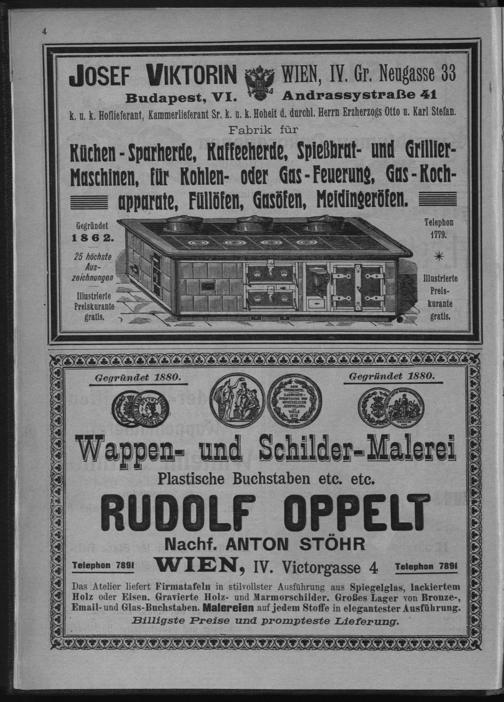 4
JOSEF VIKTORIN WIEN, IV. Gr. Neugasse 33
Budapest, VI. Andrassystraße 41
k. u. k. Hoflieferant, Kammerlieferant Sr. k. u. k. Hoheit d. durchl. Herrn Erzherzogs Otto u. Karl Stefan.
Fabrik für
Küchen-Sparherde, Kaffeeherde, Spießbrat- und Grillier-
Maschinen, für Kohlen- oder Gas-Feuerung, Gas-Koch-
apparate, Füllöfen, Gasöfen, Meidingeröfen.
Gegründet
1862.
25 höchste
Aus-
zeichnungen
Illustrierte
Preiskurante
gratis.
Telephon
1779.
*
Illustrierte
Preis-
kurante
gratis.
Gegründet 1880. Gegründet 1880.
Wappen- und Schilder-Malerei
Plastische Buchstaben etc. etc.
RUDOLF OPPELT
Nachf. ANTON STÖHR
Telephon 7891 WIEN, IV. Victorgasse 4 Telephon 7891
Das Atelier liefert Firmatafeln in stilvollster Ausführung aus Spiegelglas, lackiertem
Holz oder Eisen. Gravierte Holz- und Marmorschilder. Großes Lager von Bronze-,
Email- und Glas-Buchstaben. Malereien auf jedem Stoffe in elegantester Ausführung.
Billigste Preise und prompteste Lieferung.